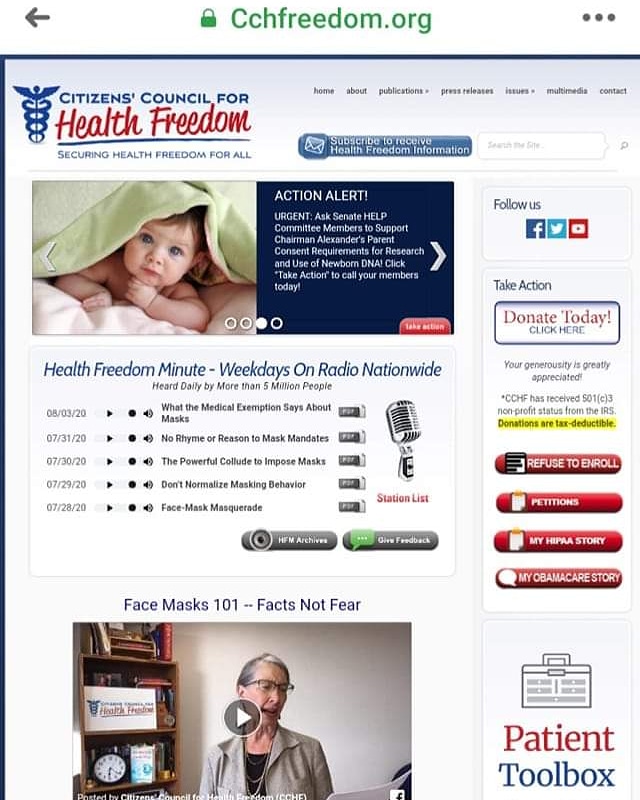 Cchfreedom.org
CITIZENS' COUNCIL FOR
Health Freedom
SECURING HEALTH FREEDOM FOR ALL
home about publications » press releases issues » multimedia contact
Subscribe to receive
Health Freedom Information
Search the Site...
ACTION ALERT!
URGENT: Ask Senate HELP
Committee Members to Support
Chairman Alexander's Parent
Consent Requirements for Research
and Use of Newborn DNA! Click
"Take Action" to call your members
today!
take action
Follow us
Take Action
Donate Today!
CLICK HERE
Your generousity is greatly
appreciated!
*CCHF has received 501(c)3
non-profit status from the IRS.
Donations are tax-deductible.
REFUSE TO ENROLL
PETITIONS
MY HIPAA STORY
MY OBAMACARE STORY
Patient
Toolbox
Health Freedom Minute - Weekdays On Radio Nationwide
Heard Daily by More than 5 Million People
08/03/20 What the Medical Exemption Says About
Masks PDF
07/31/20 No Rhyme or Reason to Mask Mandates PDF
07/30/20 The Powerful Collude to Impose Masks PDF
07/29/20 Don't Normalize Masking Behavior PDF
07/28/20 Face-Mask Masquerade PDF
Station List
HFM Archives
Give Feedback
Face Masks 101 -- Facts Not Fear
CITIZENS' COUNCIL FOR
Health Freedom
Posted by Citizens' Council for Health Freedom (CCHF)